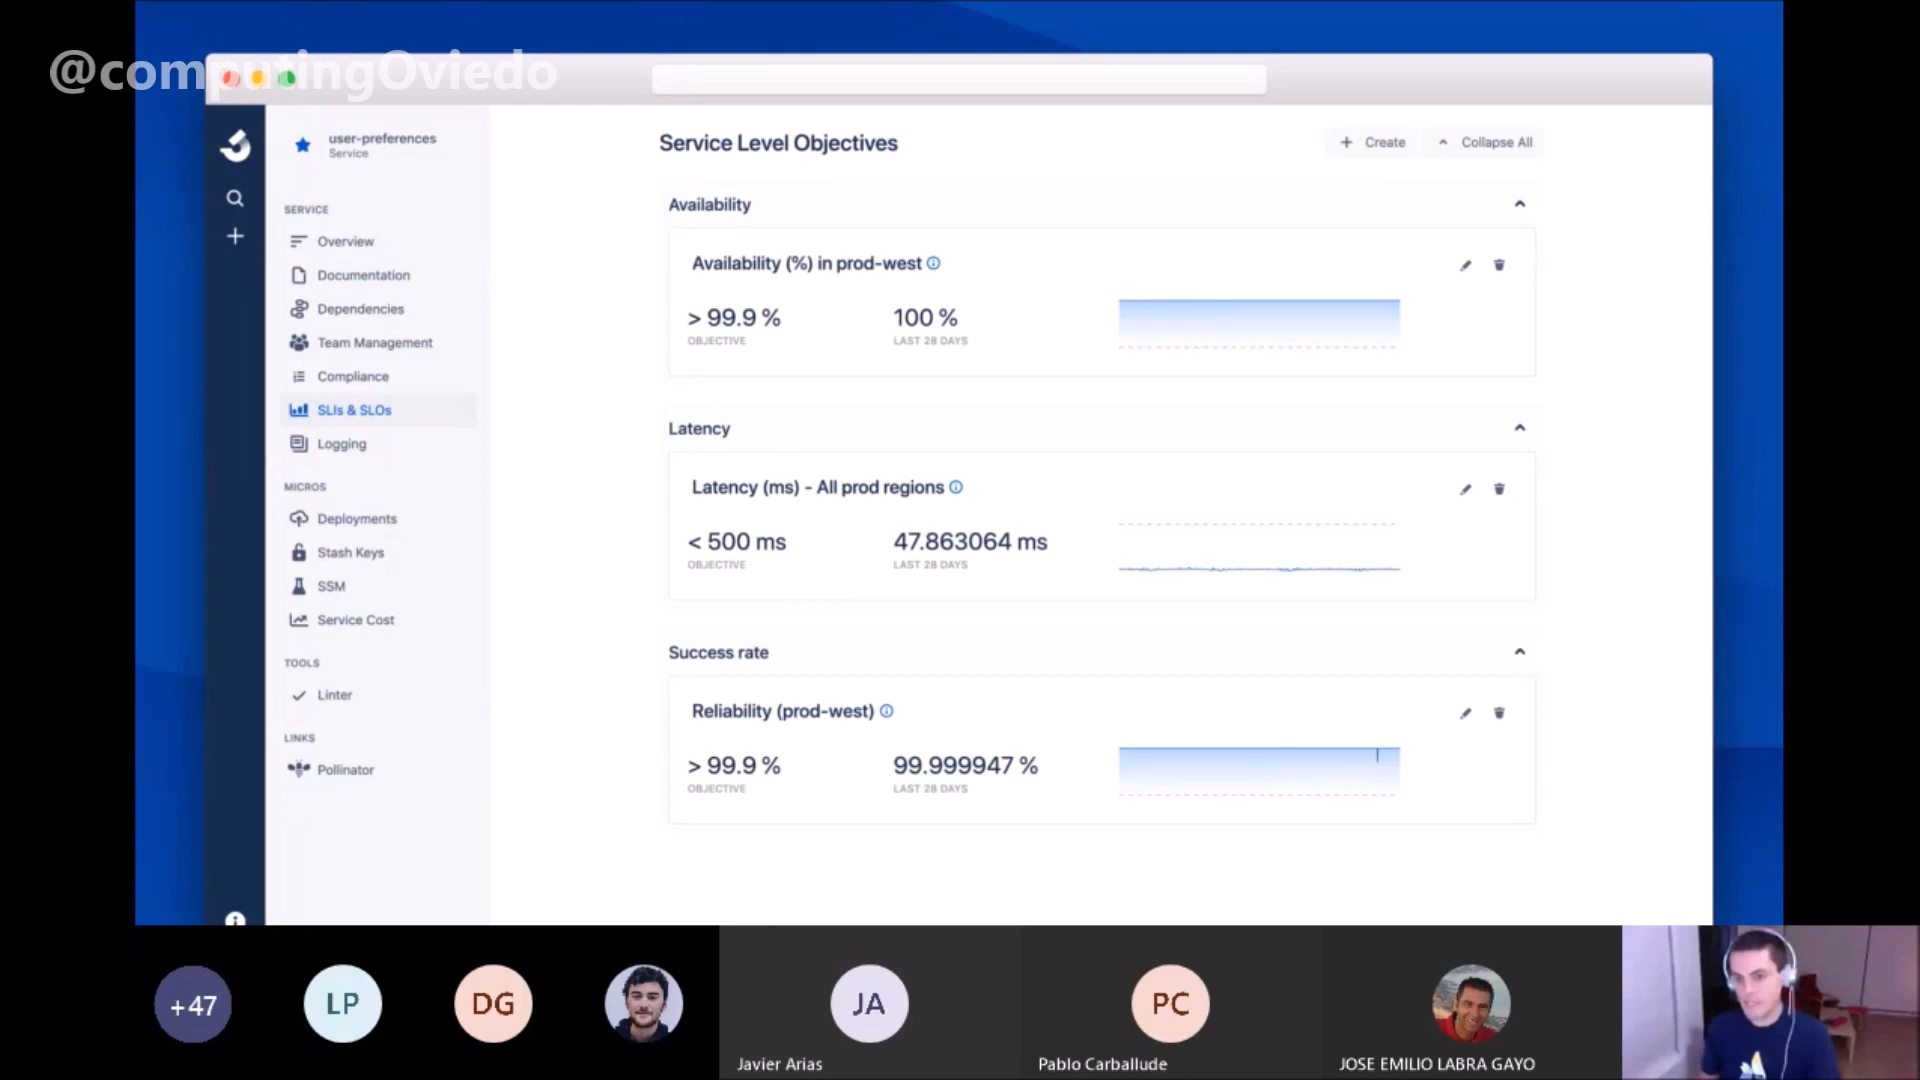 @computingOviedo
user-preferences
Service
SERVICE
Overview
Documentation
Dependencies
Team Management
Compliance
SLIs & SLOs
Logging
MICROS
Deployments
Stash Keys
SSM
Service Cost
TOOLS
Linter
LINKS
Pollinator
Service Level Objectives
+ Create
Collapse All
Availability
Availability (%) in prod-west
> 99.9 %
OBJECTIVE
100 %
LAST 28 DAYS
Latency
Latency (ms) - All prod regions
< 500 ms
OBJECTIVE
47.863064 ms
LAST 28 DAYS
Success rate
Reliability (prod-west)
> 99.9 %
OBJECTIVE
99.999947 %
LAST 28 DAYS
+47
LP
DG
JA
Javier Arias
PC
Pablo Carballude
JOSE EMILIO LABRA GAYO